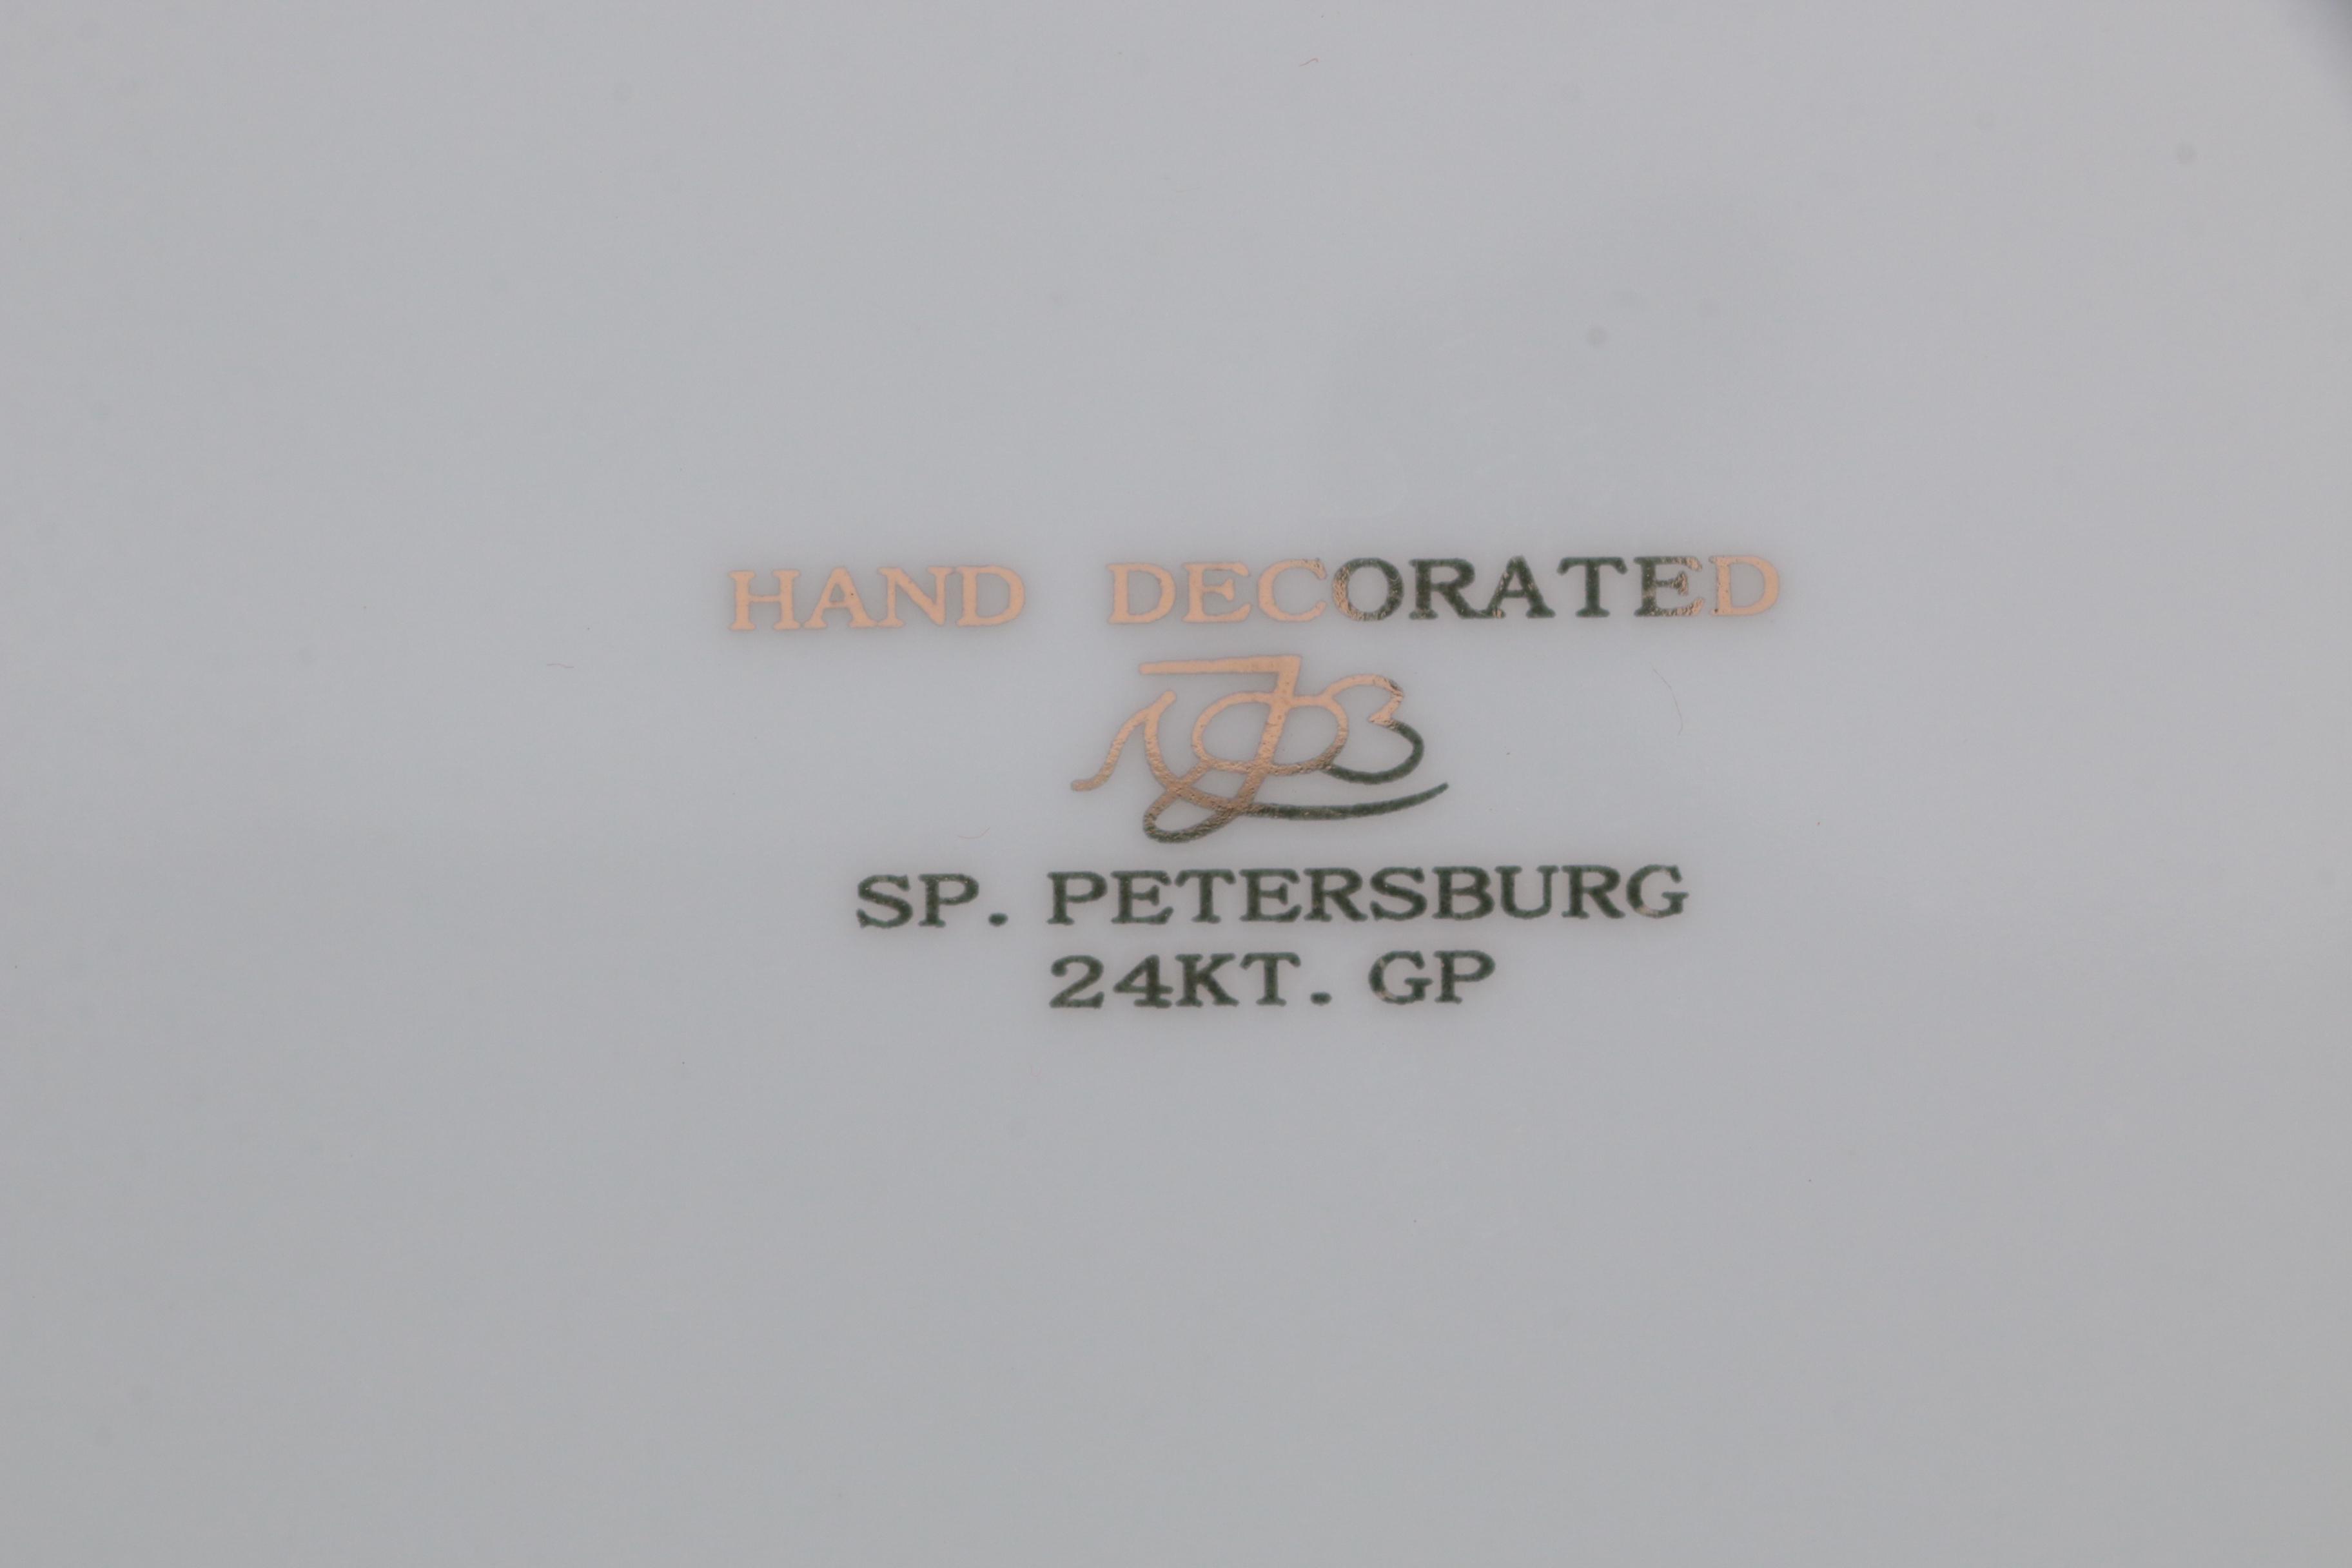 HAND DECORATED
SP. PETERSBURG
24KT. GP